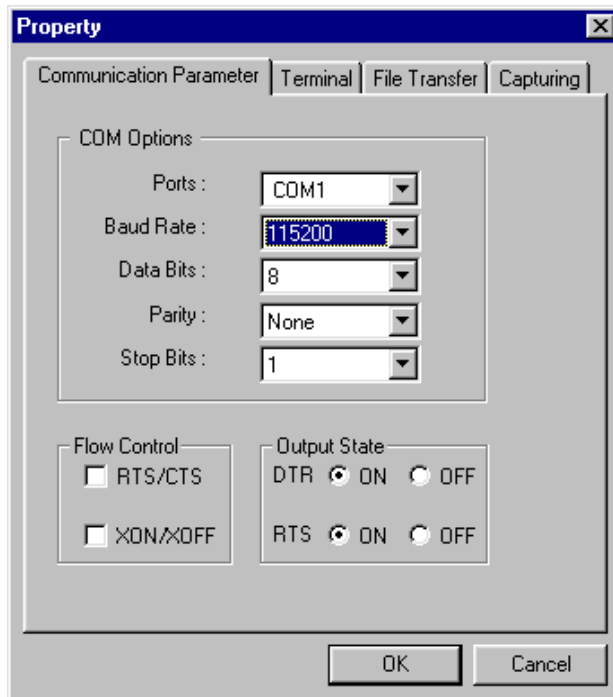 Property
Communication Parameter Terminal File Transfer Capturing
COM Options
Ports : COM1
Baud Rate : 115200
Data Bits : 8
Parity : None
Stop Bits : 1
Flow Control
RTS/CTS
XON/XOFF
Output State
DTR ON OFF
RTS ON OFF
OK Cancel